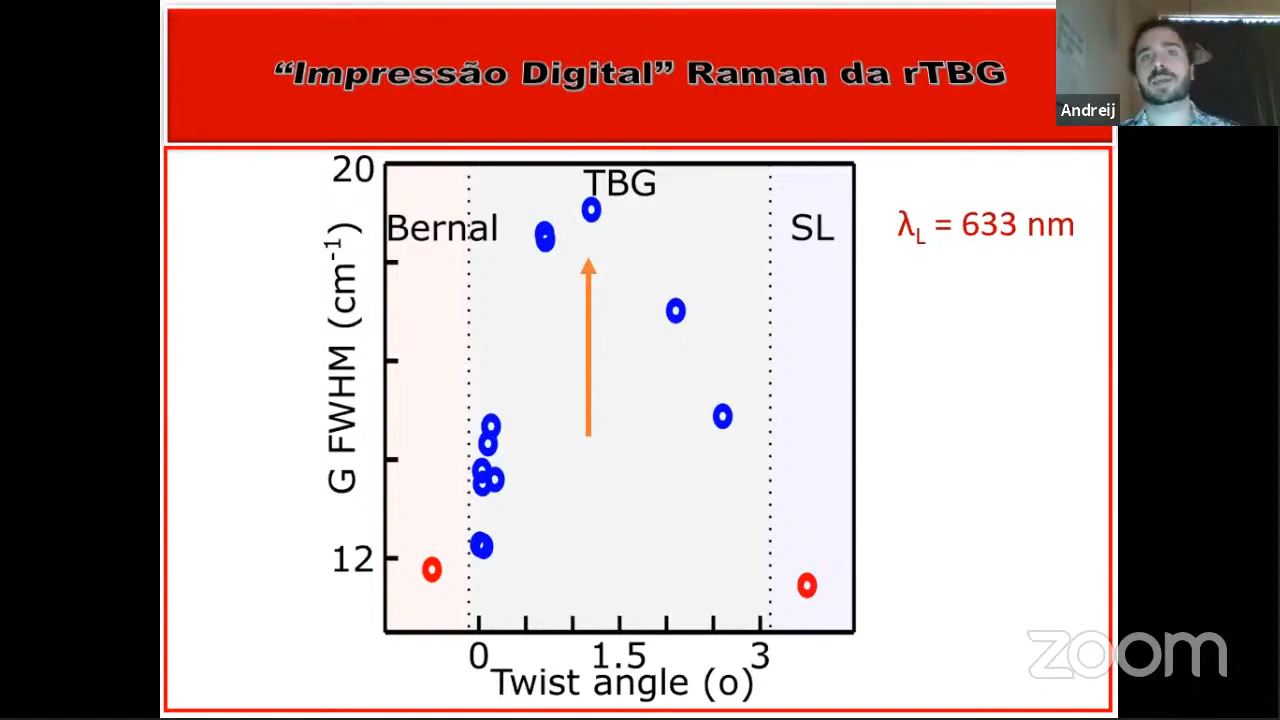 “Impressão Digital” Raman da rTBG
Andreij
20
TBG
Bernal
SL
λL = 633 nm
G FWHM (cm-1)
12
0
1.5
3
Twist angle (o)
zoom